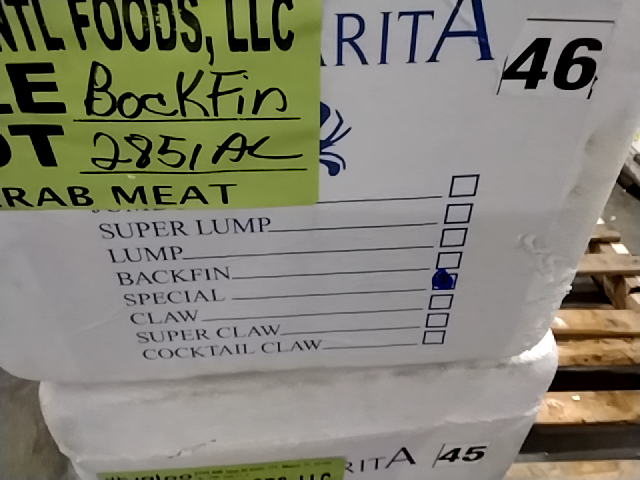 NTL FOODS, LLC
RITA
46
LE BackFin
OT 2851AC
RAB MEAT
SUPER LUMP
LUMP
BACKFIN
SPECIAL
CLAW
SUPER CLAW
COCKTAIL CLAW
RITA
45